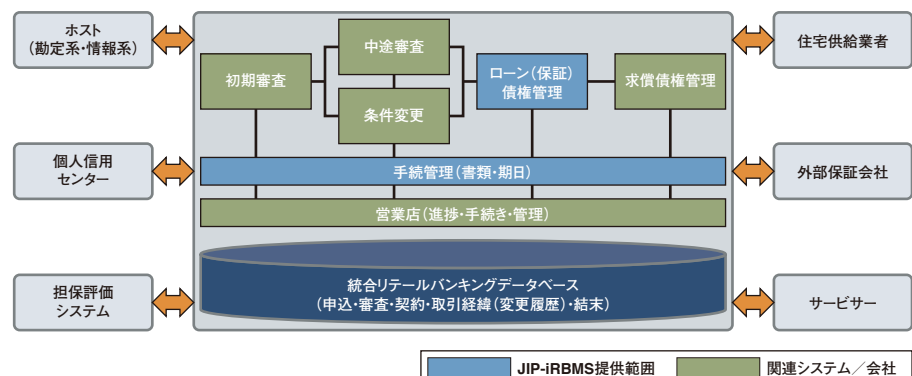 ホスト
（勘定系・情報系）
個人信用
センター
担保評価
システム
初期審査
中途審査
条件変更
ローン（保証）
債権管理
求償債権管理
手続管理（書類・期日）
営業店（進捗・手続き・管理）
統合リテールバンキングデータベース
（申込・審査・契約・取引経緯（変更履歴）・結末）
住宅供給業者
外部保証会社
サービサー
JIP-iRBMS提供範囲
関連システム／会社